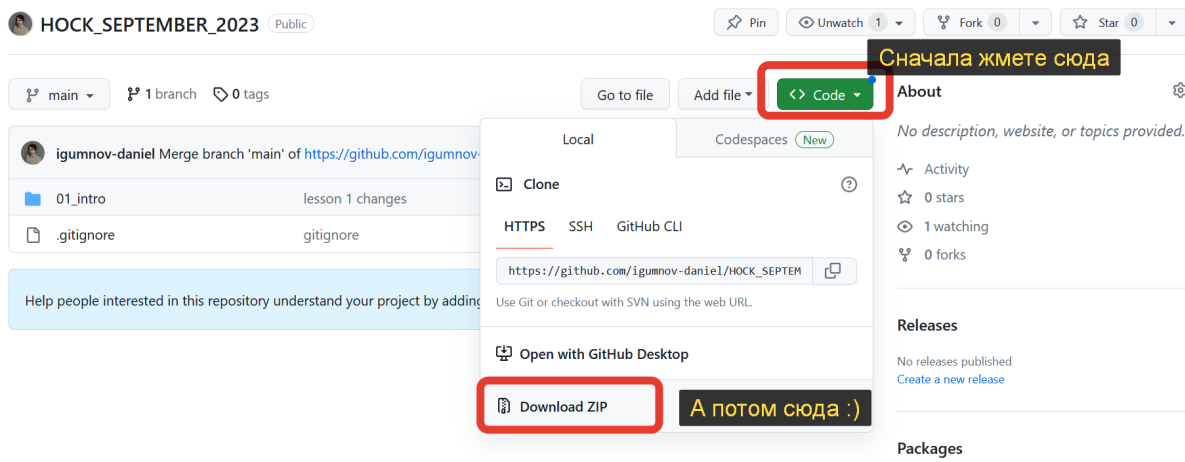 HOCK_SEPTEMBER_2023 Public
Pin
Unwatch 1
Fork 0
Star 0
Сначала жмете сюда
main
1 branch
0 tags
Go to file
Add file
<> Code
igumnov-daniel Merge branch 'main' of https://github.com/igumnov-
01_intro lesson 1 changes
.gitignore gitignore
Help people interested in this repository understand your project by adding
Local
Codespaces New
Clone
HTTPS SSH GitHub CLI
https://github.com/igumnov-daniel/HOCK_SEPTEM
Use Git or checkout with SVN using the web URL.
Open with GitHub Desktop
Download ZIP
А потом сюда :)
About
No description, website, or topics provided.
Activity
0 stars
1 watching
0 forks
Releases
No releases published
Create a new release
Packages